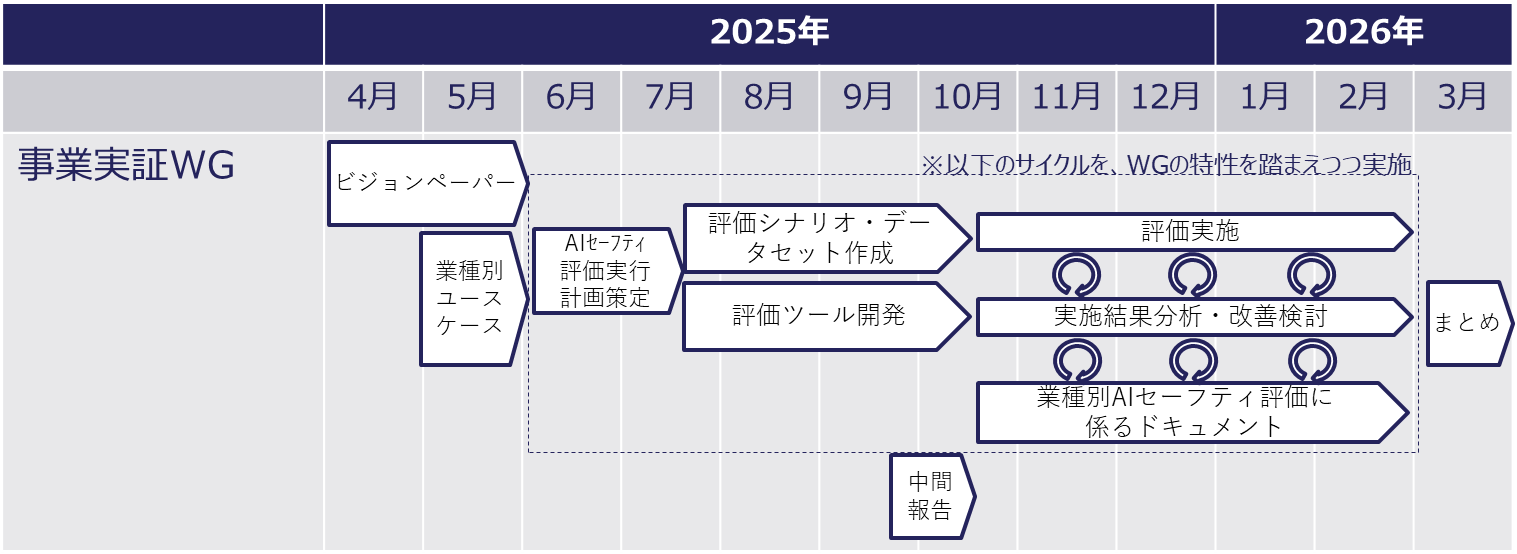 2025年
2026年
4月
5月
6月
7月
8月
9月
10月
11月
12月
1月
2月
3月
事業実証WG
ビジョンペーパー
※以下のサイクルを、WGの特性を踏まえつつ実施
業種別
ユース
ケース
AIセーフティ
評価実行
計画策定
評価シナリオ・デー
タセット作成
評価ツール開発
評価実施
実施結果分析・改善検討
業種別AIセーフティ評価に
係るドキュメント
まとめ
中間
報告